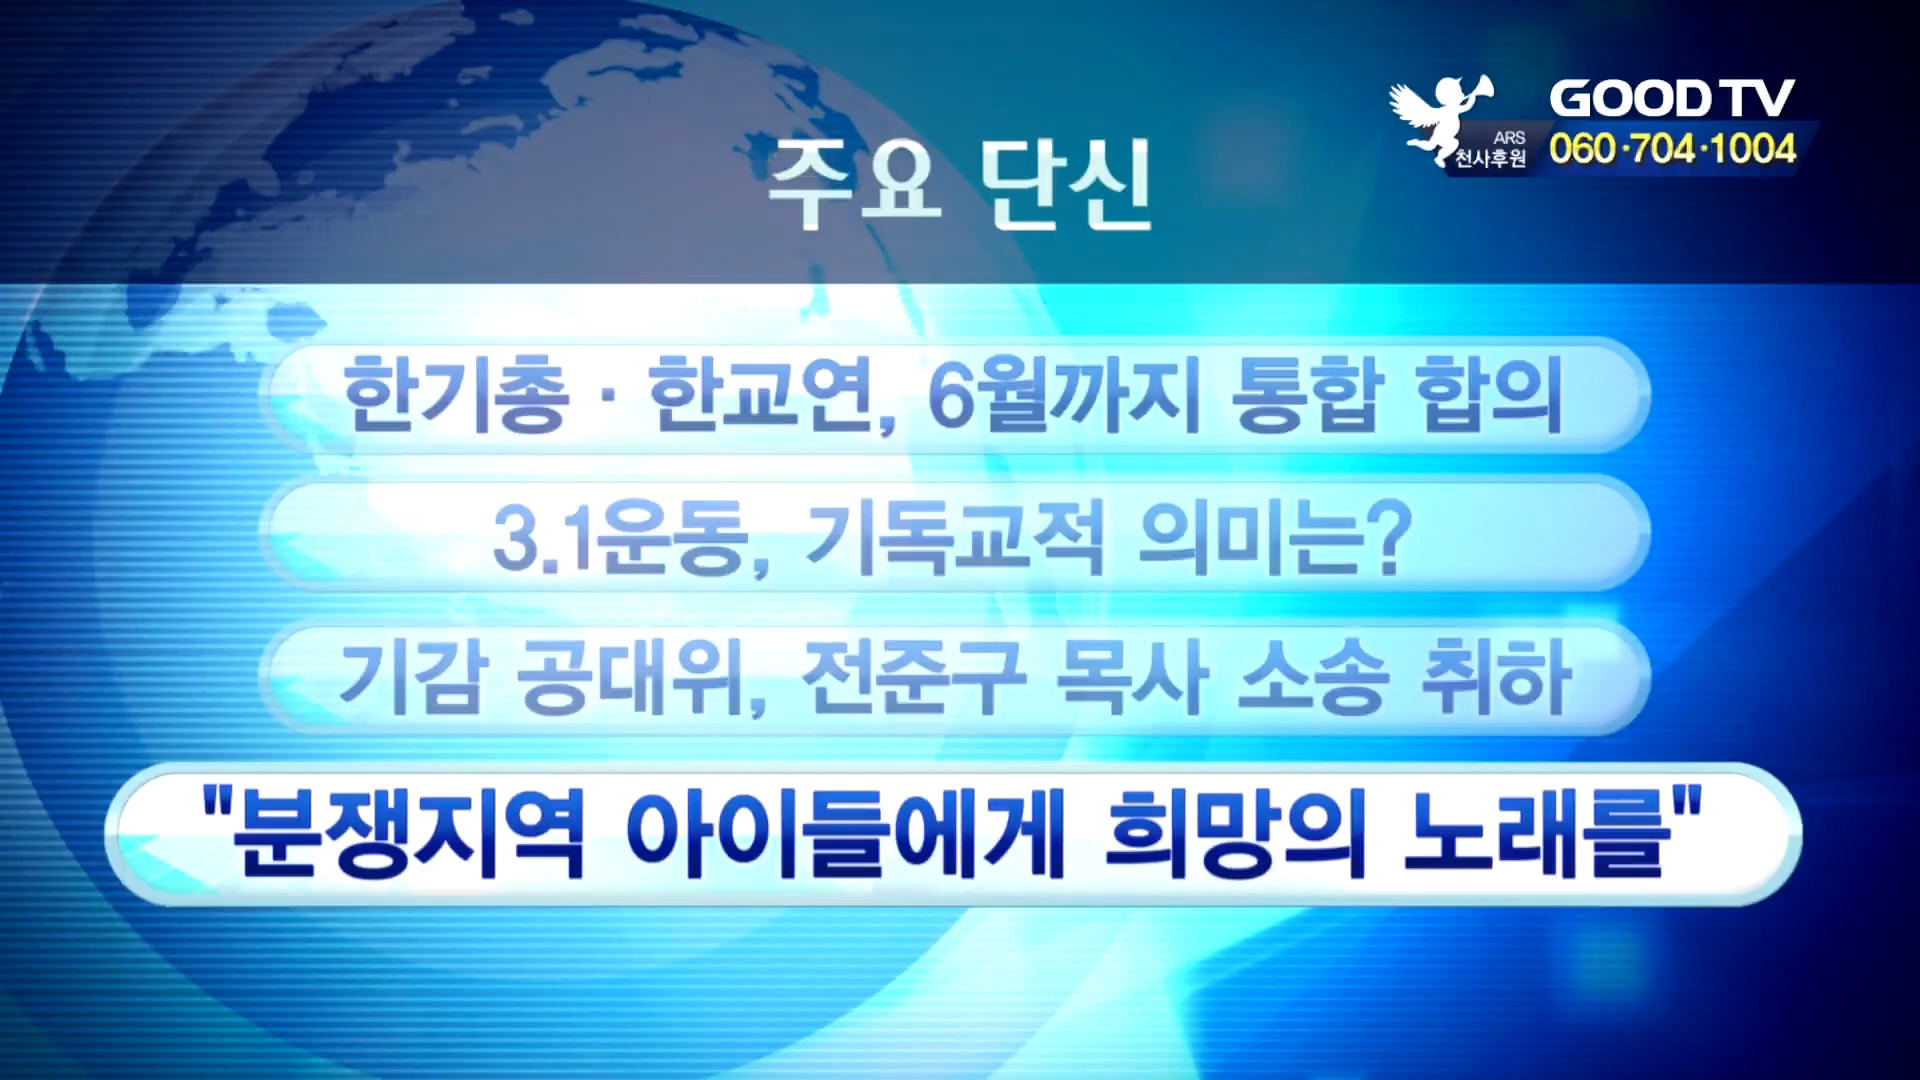 GOOD TV
ARS
천사후원 060·704·1004
주요 단신
한기총·한교연, 6월까지 통합 합의
3.1운동, 기독교적 의미는?
기감 공대위, 전준구 목사 소송 취하
"분쟁지역 아이들에게 희망의 노래를"